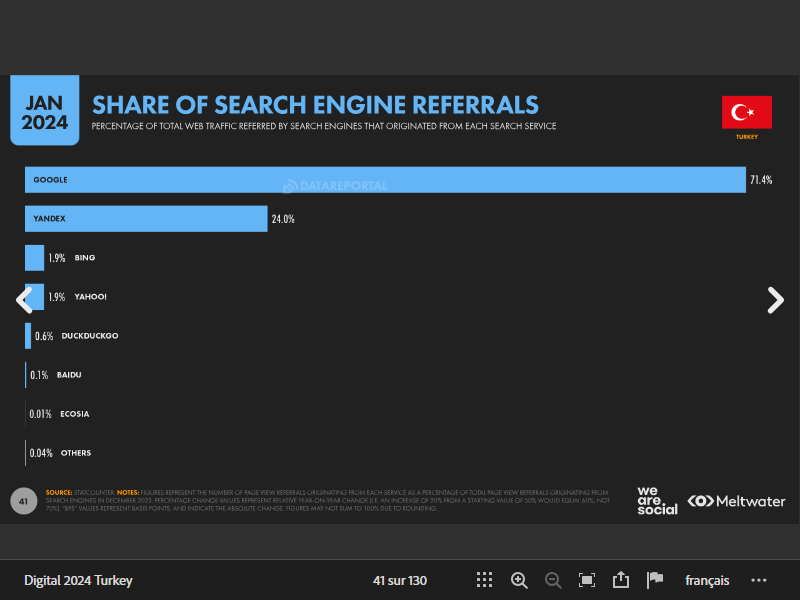 JAN
2024
SHARE OF SEARCH ENGINE REFERRALS
PERCENTAGE OF TOTAL WEB TRAFFIC REFERRED BY SEARCH ENGINES THAT ORIGINATED FROM EACH SEARCH SERVICE
TURKEY
GOOGLE 71.4%
DATAREPORTAL
YANDEX 24.0%
1.9% BING
1.9% YAHOO!
0.6% DUCKDUCKGO
0.1% BAIDU
0.01% ECOSIA
0.04% OTHERS
41
SOURCE: STATCOUNTER. NOTES: FIGURES REPRESENT THE NUMBER OF PAGE VIEW REFERRALS ORIGINATING FROM EACH SERVICE AS A PERCENTAGE OF TOTAL PAGE VIEW REFERRALS ORIGINATING FROM
SEARCH ENGINES IN DECEMBER 2023. PERCENTAGE CHANGE VALUES REPRESENT RELATIVE YEAR-ON-YEAR CHANGE (I.E. AN INCREASE OF 20% FROM A STARTING VALUE OF 50% WOULD EQUAL 60%, NOT
70%). "BPS" VALUES REPRESENT BASIS POINTS, AND INDICATE THE ABSOLUTE CHANGE. FIGURES MAY NOT SUM TO 100% DUE TO ROUNDING.
we
are.
social
Meltwater
Digital 2024 Turkey
41 sur 130
français